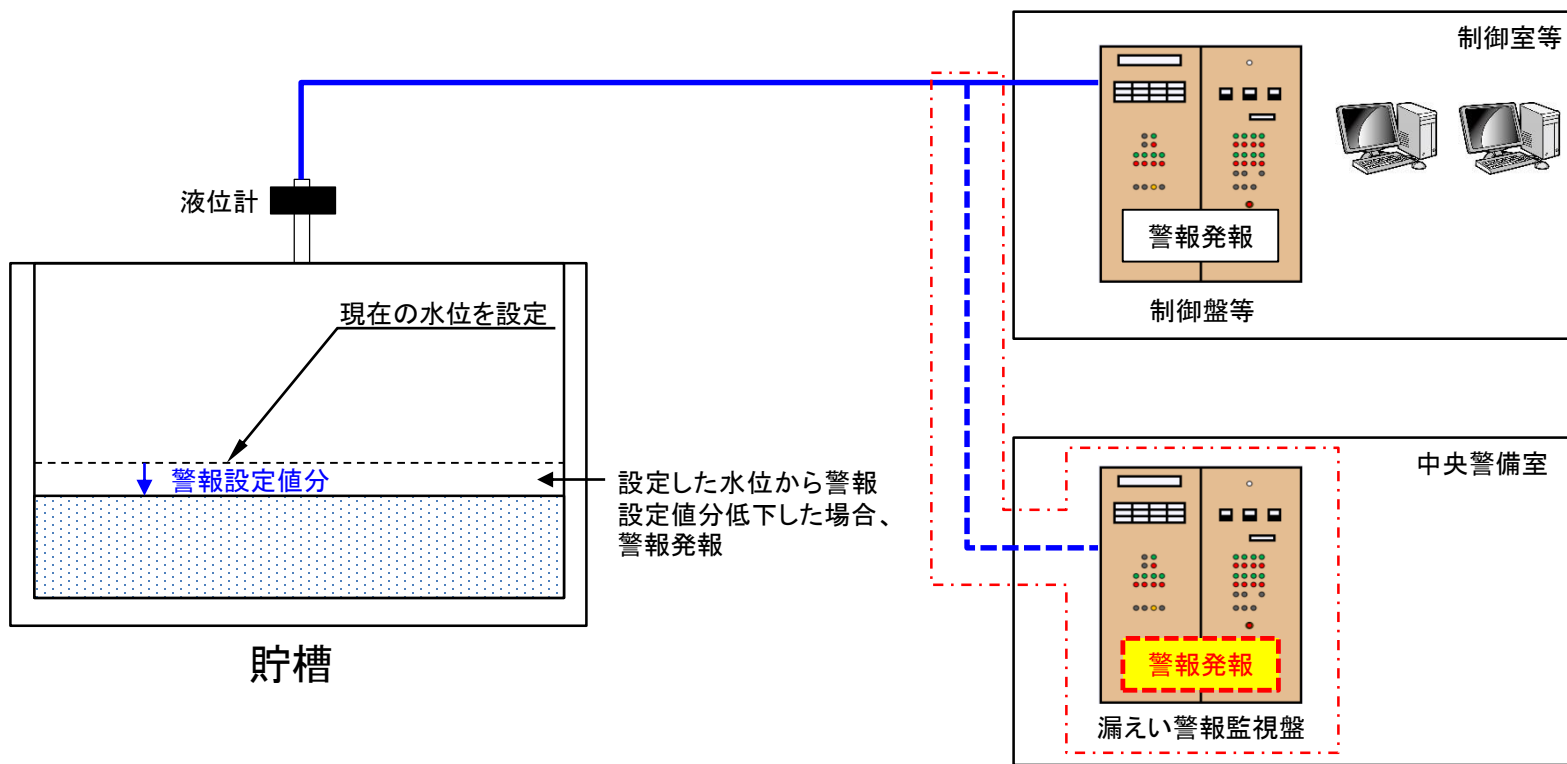 制御室等
液位計
警報発報
制御盤等
現在の水位を設定
警報設定値分
設定した水位から警報
設定値分低下した場合、
警報発報
中央警備室
警報発報
漏えい警報監視盤
貯槽